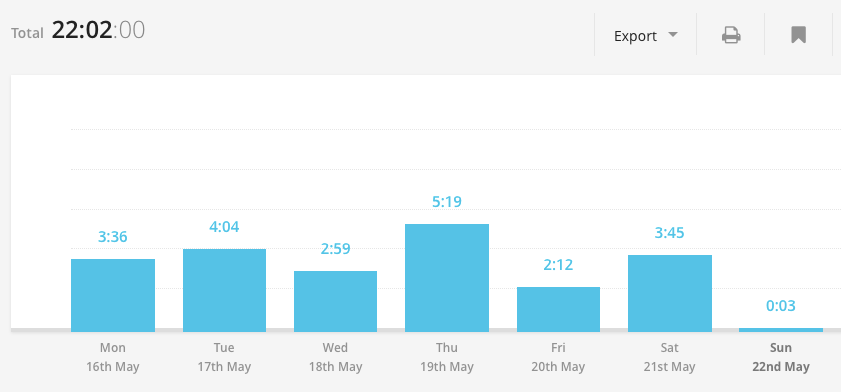 Total 22:02:00
Export
3:36
4:04
2:59
5:19
2:12
3:45
0:03
Mon
16th May
Tue
17th May
Wed
18th May
Thu
19th May
Fri
20th May
Sat
21st May
Sun
22nd May